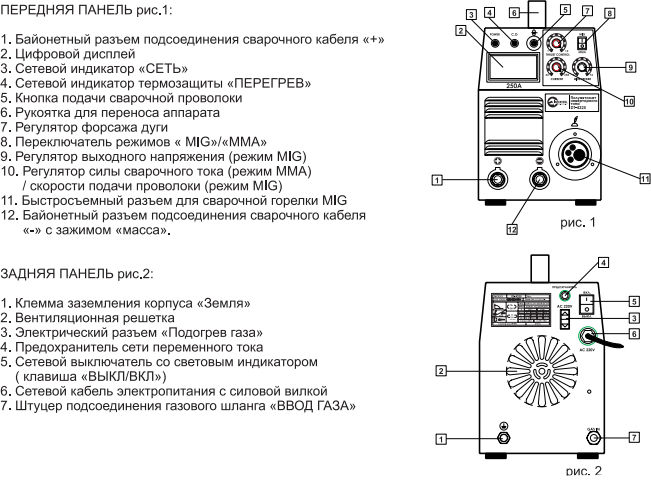 ПЕРЕДНЯЯ ПАНЕЛЬ рис.1:
1. Байонетный разъем подсоединения сварочного кабеля «+»
2. Цифровой дисплей
3. Сетевой индикатор «СЕТЬ»
4. Сетевой индикатор термозащиты «ПЕРЕГРЕВ»
5. Кнопка подачи сварочной проволоки
6. Рукоятка для переноса аппарата
7. Регулятор форсажа дуги
8. Переключатель режимов « MIG»/«MMA»
9. Регулятор выходного напряжения (режим MIG)
10. Регулятор силы сварочного тока (режим MMA)
/ скорости подачи проволоки (режим MIG)
11. Быстросъемный разъем для сварочной горелки MIG
12. Байонетный разъем подсоединения сварочного кабеля
«-» с зажимом «масса».
3
4
6
5
7
8
2
9
10
250A
1
12
11
рис. 1
ЗАДНЯЯ ПАНЕЛЬ рис.2:
1. Клемма заземления корпуса «Земля»
2. Вентиляционная решетка
3. Электрический разъем «Подогрев газа»
4. Предохранитель сети переменного тока
5. Сетевой выключатель со световым индикатором
( клавиша «ВЫКЛ/ВКЛ»)
6. Сетевой кабель электропитания с силовой вилкой
7. Штуцер подсоединения газового шланга «ВВОД ГАЗА»
4
ПРЕДОХРАНИТЕЛЬ
ВКЛ.
AC 220V
5
3
ВЫКЛ.
6
AC 220V
2
GAS IN
1
7
рис. 2